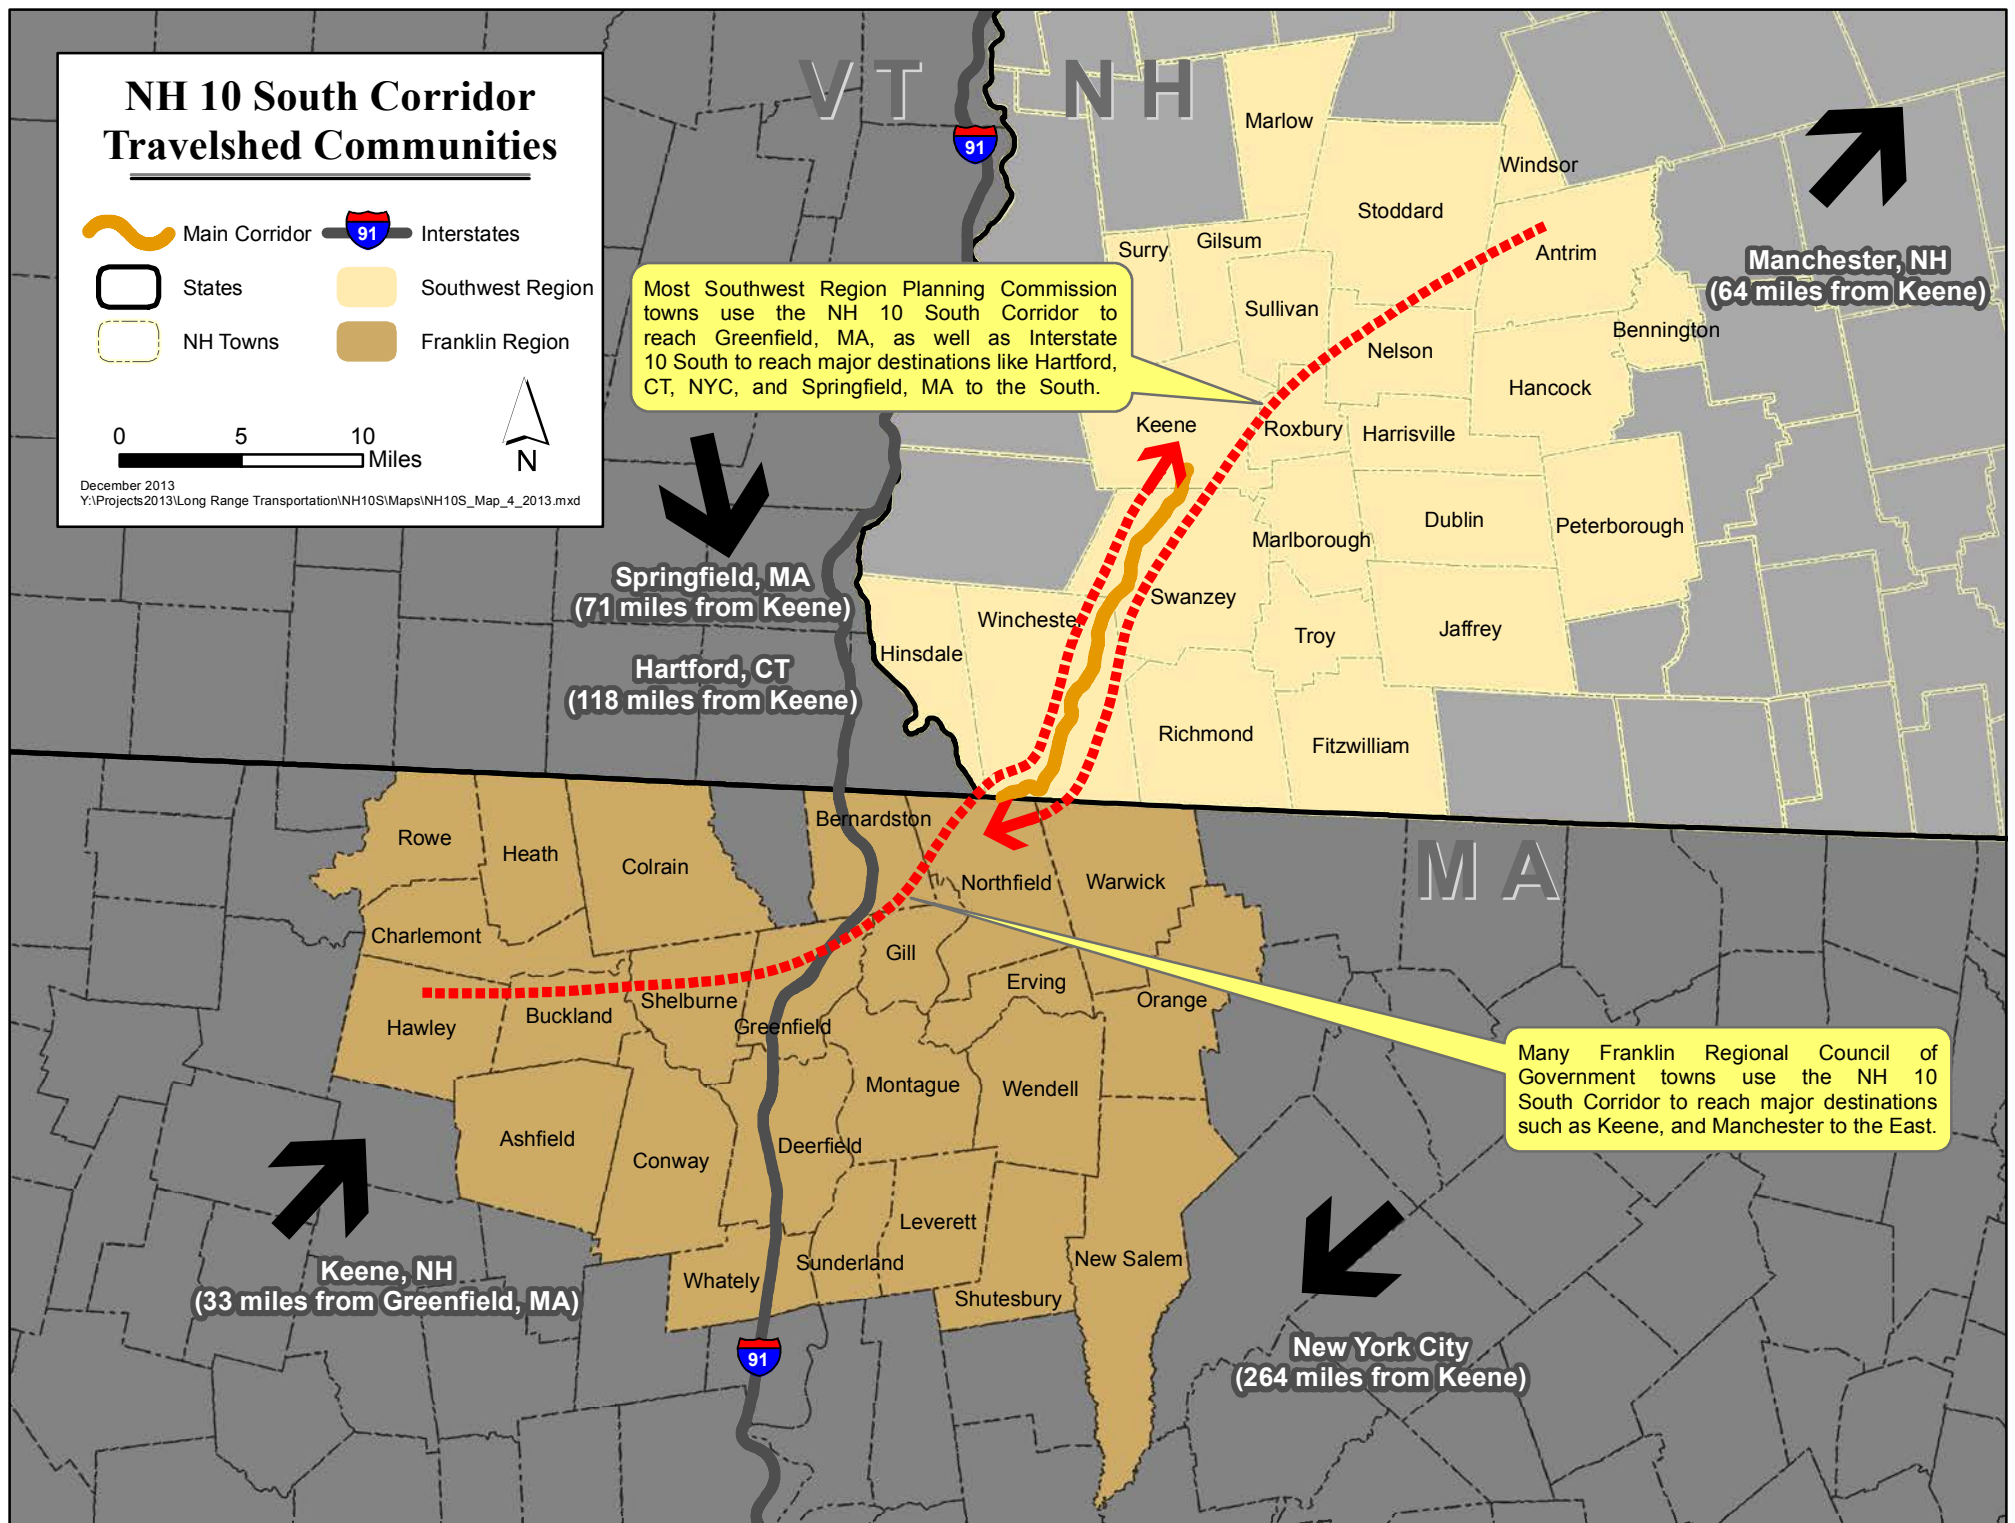 NH 10 South Corridor
Travelshed Communities
Main Corridor
91
Interstates
States
Southwest Region
NH Towns
Franklin Region
0 5 10
Miles
N
December 2013
Y:\Projects2013\Long Range Transportation\NH10S\Maps\NH10S_Map_4_2013.mxd
VT
NH
91
Marlow
Windsor
Stoddard
Surry
Gilsum
Antrim
Manchester, NH
(64 miles from Keene)
Most Southwest Region Planning Commission
towns use the NH 10 South Corridor to
reach Greenfield, MA, as well as Interstate
10 South to reach major destinations like Hartford,
CT, NYC, and Springfield, MA to the South.
Sullivan
Bennington
Nelson
Hancock
Keene
Roxbury
Harrisville
Dublin
Peterborough
Marlborough
Springfield, MA
(71 miles from Keene)
Swanzey
Winchester
Troy
Jaffrey
Hinsdale
Hartford, CT
(118 miles from Keene)
Richmond
Fitzwilliam
Bernardston
Rowe
Heath
Colrain
MA
Northfield
Warwick
Charlemont
Gill
Erving
Orange
Shelburne
Buckland
Hawley
Greenfield
Many Franklin Regional Council of
Government towns use the NH 10
South Corridor to reach major destinations
such as Keene, and Manchester to the East.
Montague
Wendell
Ashfield
Deerfield
Conway
Leverett
New Salem
Sunderland
Whately
Shutesbury
Keene, NH
(33 miles from Greenfield, MA)
New York City
(264 miles from Keene)
91